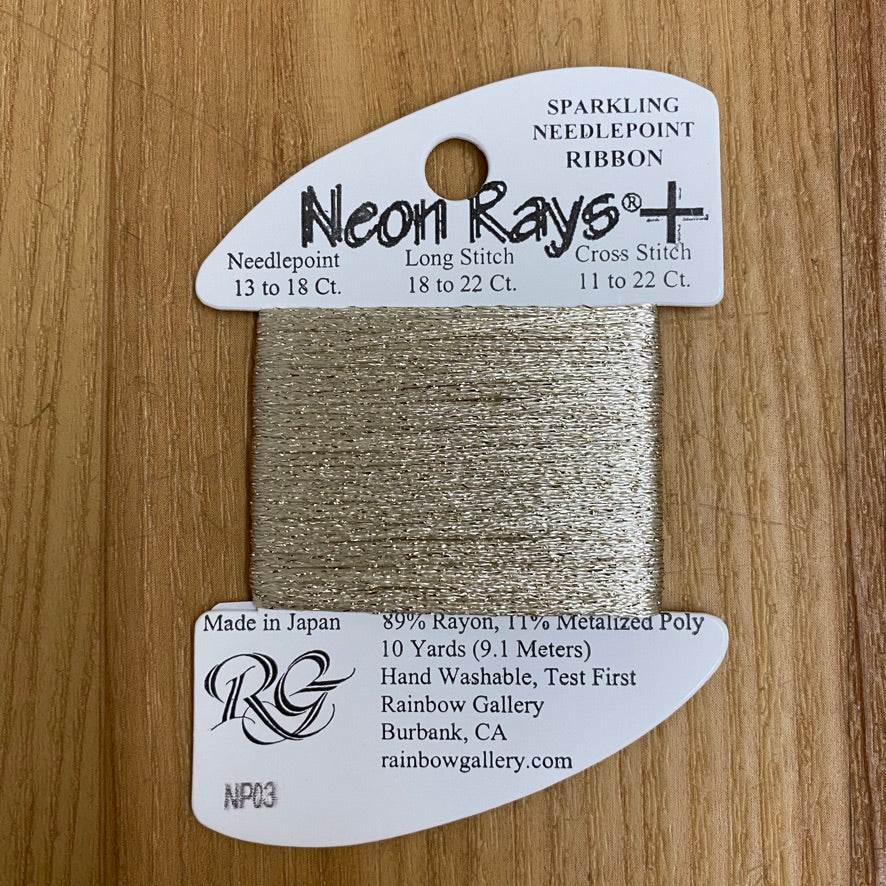 SPARKLING
NEEDLEPOINT
RIBBON
Neon Rays®+
Needlepoint Long Stitch Cross Stitch
13 to 18 Ct. 18 to 22 Ct. 11 to 22 Ct.
Made in Japan
89% Rayon, 11% Metalized Poly
10 Yards (9.1 Meters)
Hand Washable, Test First
RG
Rainbow Gallery
Burbank, CA
rainbowgallery.com
NP03